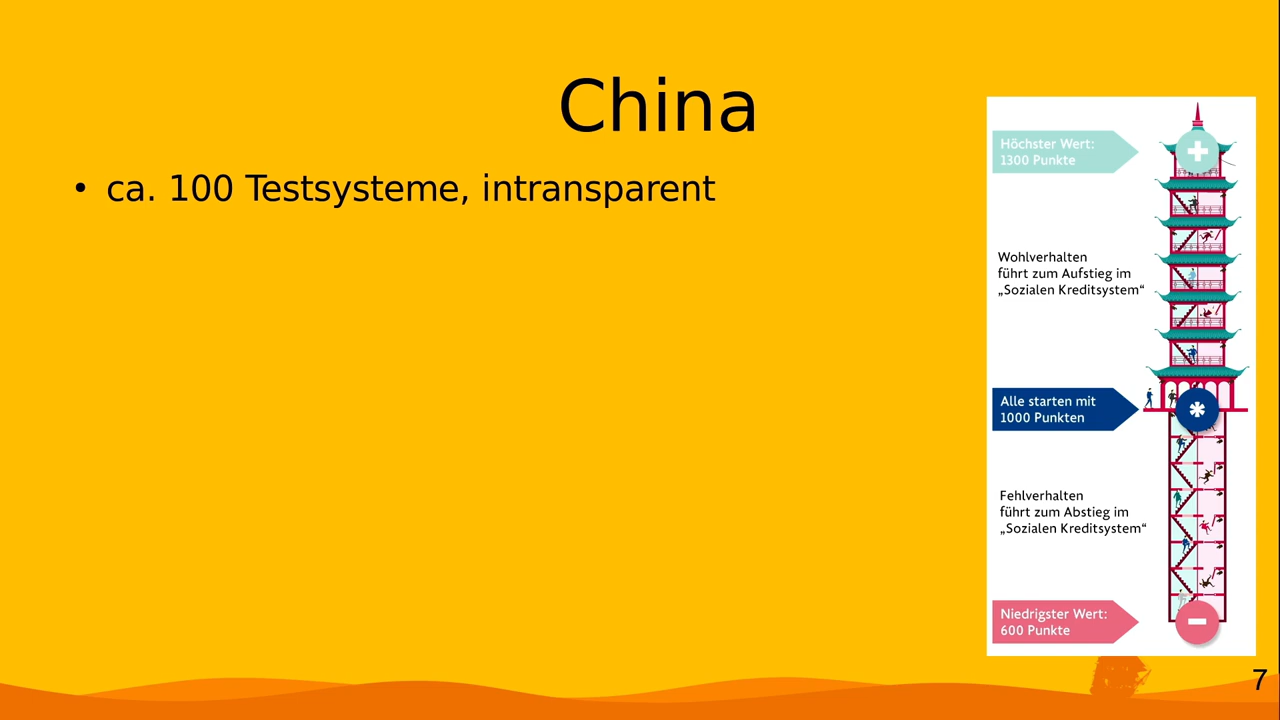 China
• ca. 100 Testsysteme, intransparent
Höchster Wert:
1300 Punkte
Wohlverhalten
führt zum Aufstieg im
„Sozialen Kreditsystem“
Alle starten mit
1000 Punkten
Fehlverhalten
führt zum Abstieg im
„Sozialen Kreditsystem“
Niedrigster Wert:
600 Punkte
7